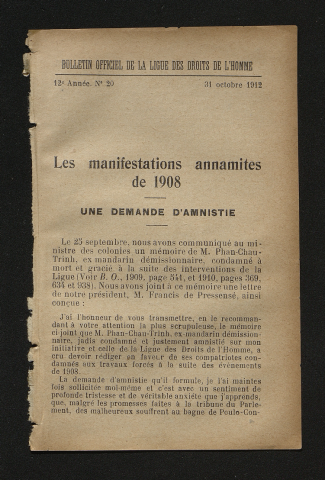 BULLETIN OFFICIEL DE LA LIGUE DES DROITS DE L'HOMME
12e Année. N° 20 31 octobre 1912
Les manifestations annamites
de 1908
UNE DEMANDE D'AMNISTIE
Le 25 septembre, nous avons communiqué au mi-
nistre des colonies un mémoire de M. Phan-Chau-
Trinh, ex-mandarin démissionnaire, condamné à
mort et gracié à la suite des interventions de la
Ligue (Voir B. O., 1909, page 341, et 1910, pages 369,
634 et 938). Nous avons joint à ce mémoire une lettre
de notre président, M. Francis de Pressensé, ainsi
conçue :
J'ai l'honneur de vous transmettre, en le recomman-
dant à votre attention la plus scrupuleuse, le mémoire
ci-joint que M. Phan-Chau-Trinh, ex-mandarin démission-
naire, jadis condamné et justement amnistié sur mon
initiative et celle de la Ligue des Droits de l'Homme, a
cru devoir rédiger en faveur de ses compatriotes con-
damnés aux travaux forcés à la suite des événements
de 1908.
La demande d'amnistie qu'il formule, je l'ai maintes
fois sollicitée moi-même et c'est avec un sentiment de
profonde tristesse et de véritable anxiété que j'apprends,
que, malgré les promesses faites à la tribune du Parle-
ment, des malheureux souffrent au bagne de Poulo-Con-